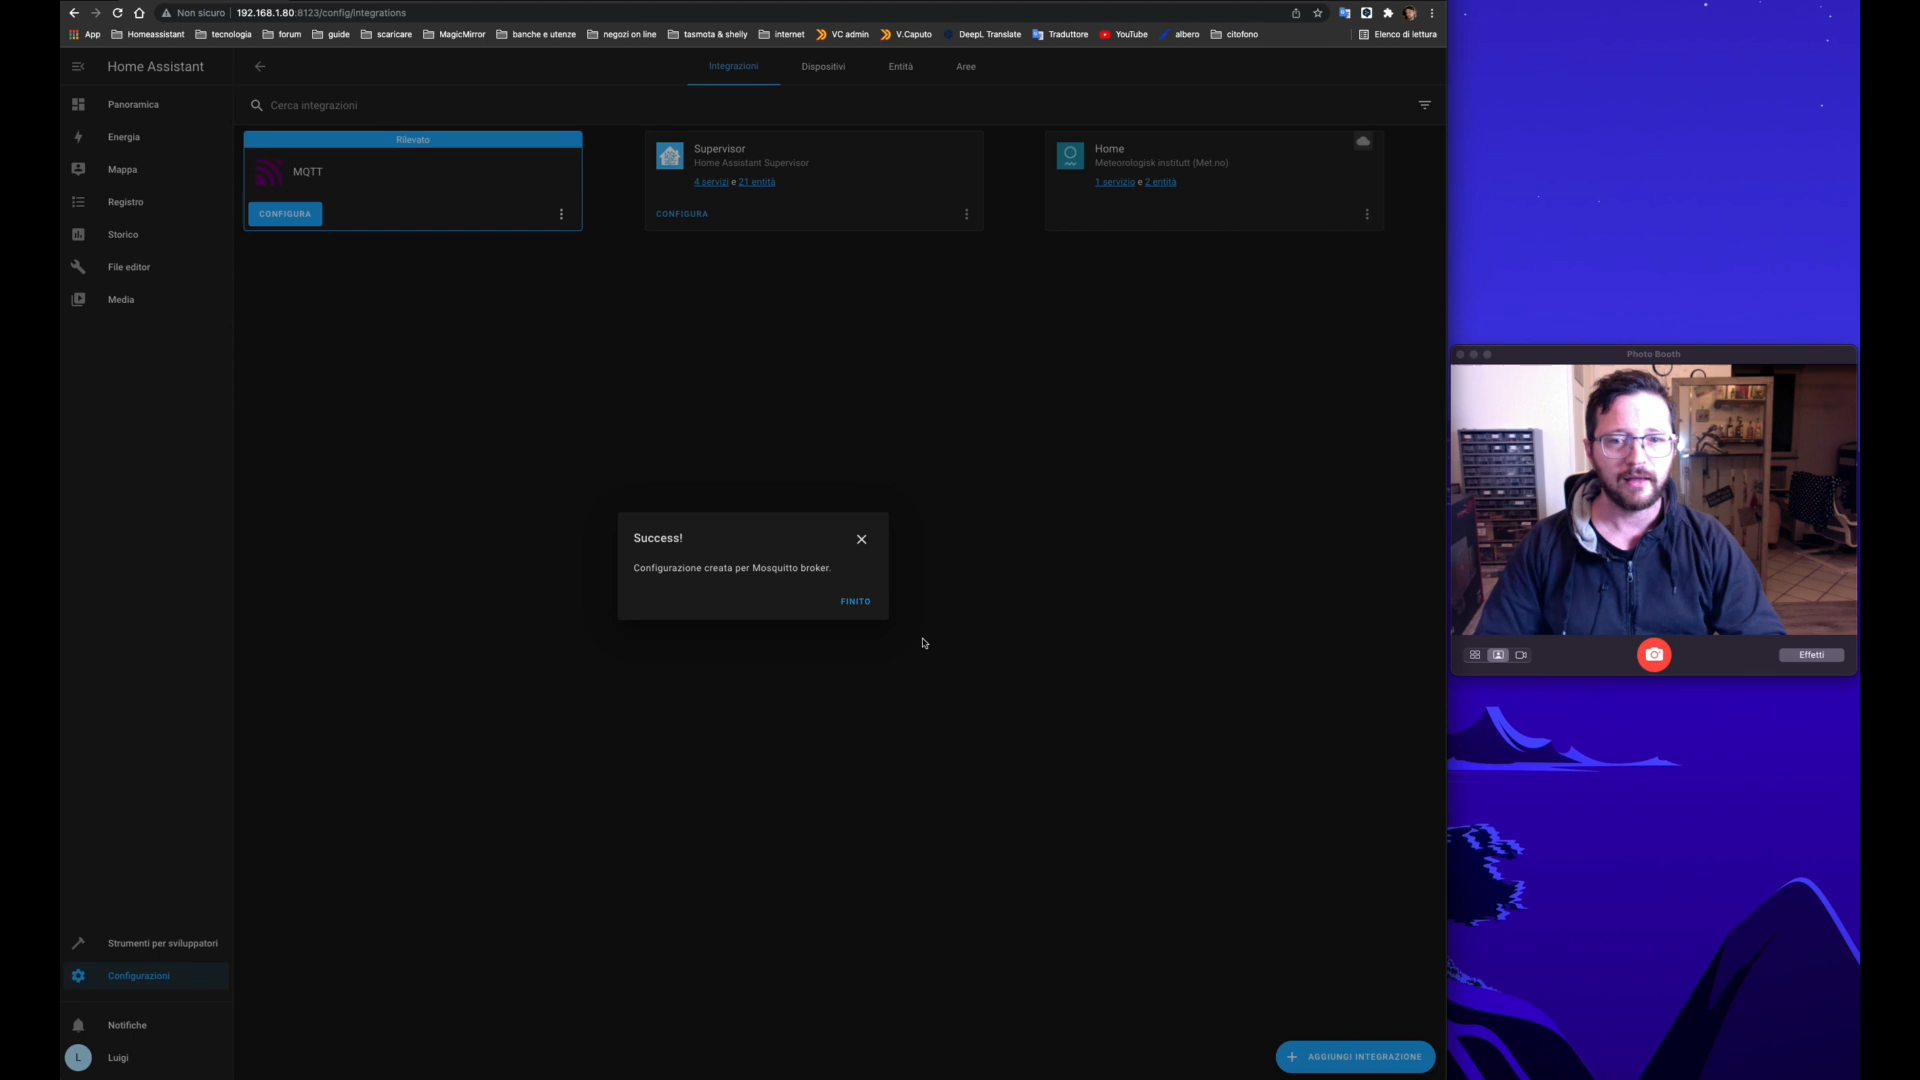 Non sicuro
192.168.1.80:8123/config/integrations
App
Homeassistant
tecnologia
forum
guide
scaricare
MagicMirror
banche e utenze
negozi on line
tasmota & shelly
internet
VC admin
V.Caputo
DeepL Translate
Traduttore
YouTube
albero
citofono
Elenco di lettura
Home Assistant
Integrazioni
Dispositivi
Entità
Aree
Panoramica
Energia
Mappa
Registro
Storico
File editor
Media
Cerca integrazioni
Rilevato
MQTT
CONFIGURA
Supervisor
Home Assistant Supervisor
4 servizi e 21 entità
CONFIGURA
Home
Meteorologisk institutt (Met.no)
1 servizio e 2 entità
Success!
Configurazione creata per Mosquitto broker.
FINITO
Photo Booth
Effetti
Strumenti per sviluppatori
Configurazioni
Notifiche
L
Luigi
AGGIUNGI INTEGRAZIONE